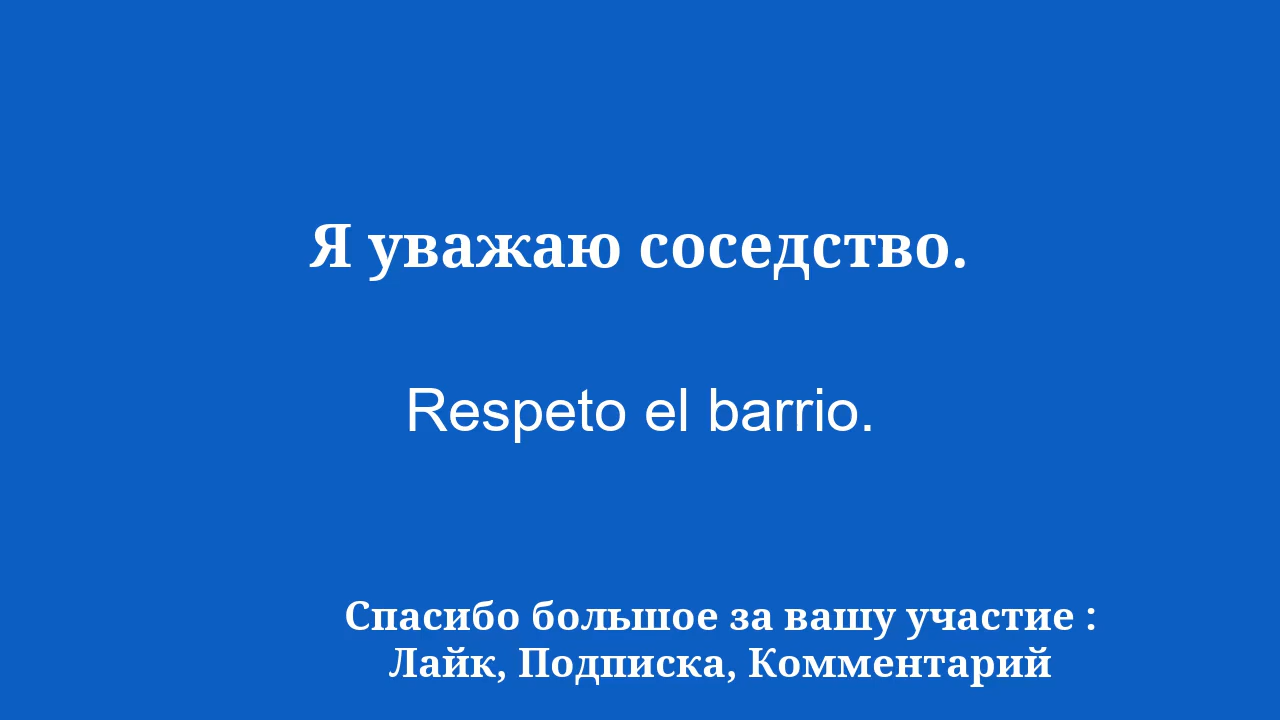 Я уважаю соседство.
Respeto el barrio.
Спасибо большое за вашу участие :
Лайк, Подписка, Комментарий